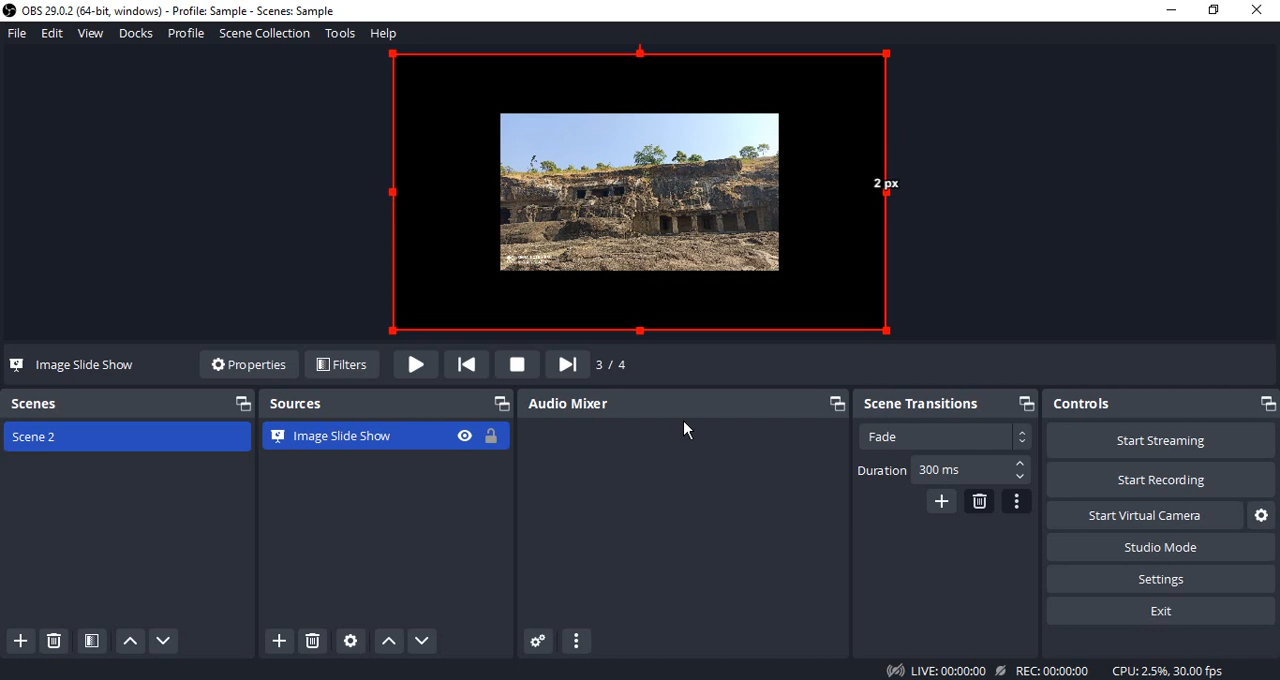 OBS 29.0.2 (64-bit, windows) - Profile: Sample - Scenes: Sample
File Edit View Docks Profile Scene Collection Tools Help
2 px
Image Slide Show Properties Filters 3 / 4
Scenes Sources Audio Mixer Scene Transitions Controls
Scene 2 Image Slide Show Fade Start Streaming
Duration 300 ms Start Recording
Start Virtual Camera
Studio Mode
Settings
Exit
LIVE: 00:00:00 REC: 00:00:00 CPU: 2.5%, 30.00 fps